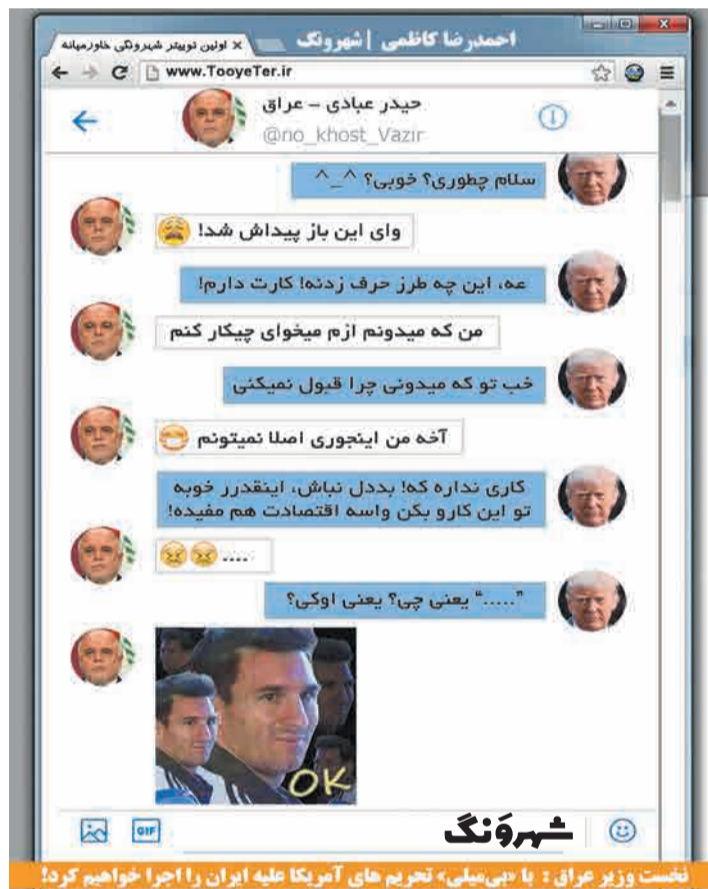 احمدرضا کاظمی | شهرونگ
× اولین توییتر شهرونگی خاورمیانه
www.TooyeTer.ir
حیدر عبادی – عراق
@no_khost_Vazir
سلام چطوری؟ خوبی؟ ^_^
وای این باز پیداش شد!
عه، این چه طرز حرف زدنه! کارت دارم!
من که میدونم ازم میخوای چیکار کنم
خب تو که میدونی چرا قبول نمیکنی
آخه من اینجوری اصلا نمیتونم
کاری نداره که! بددل نباش، اینقدرر خوبه
تو این کارو بکن واسه اقتصادت هم مفیده!
....
"....." یعنی چی؟ یعنی اوکی؟
OK
GIF
شهروَنگ
نخست وزیر عراق : با «بی‌میلی» تحریم های آمریکا علیه ایران را اجرا خواهیم کرد!